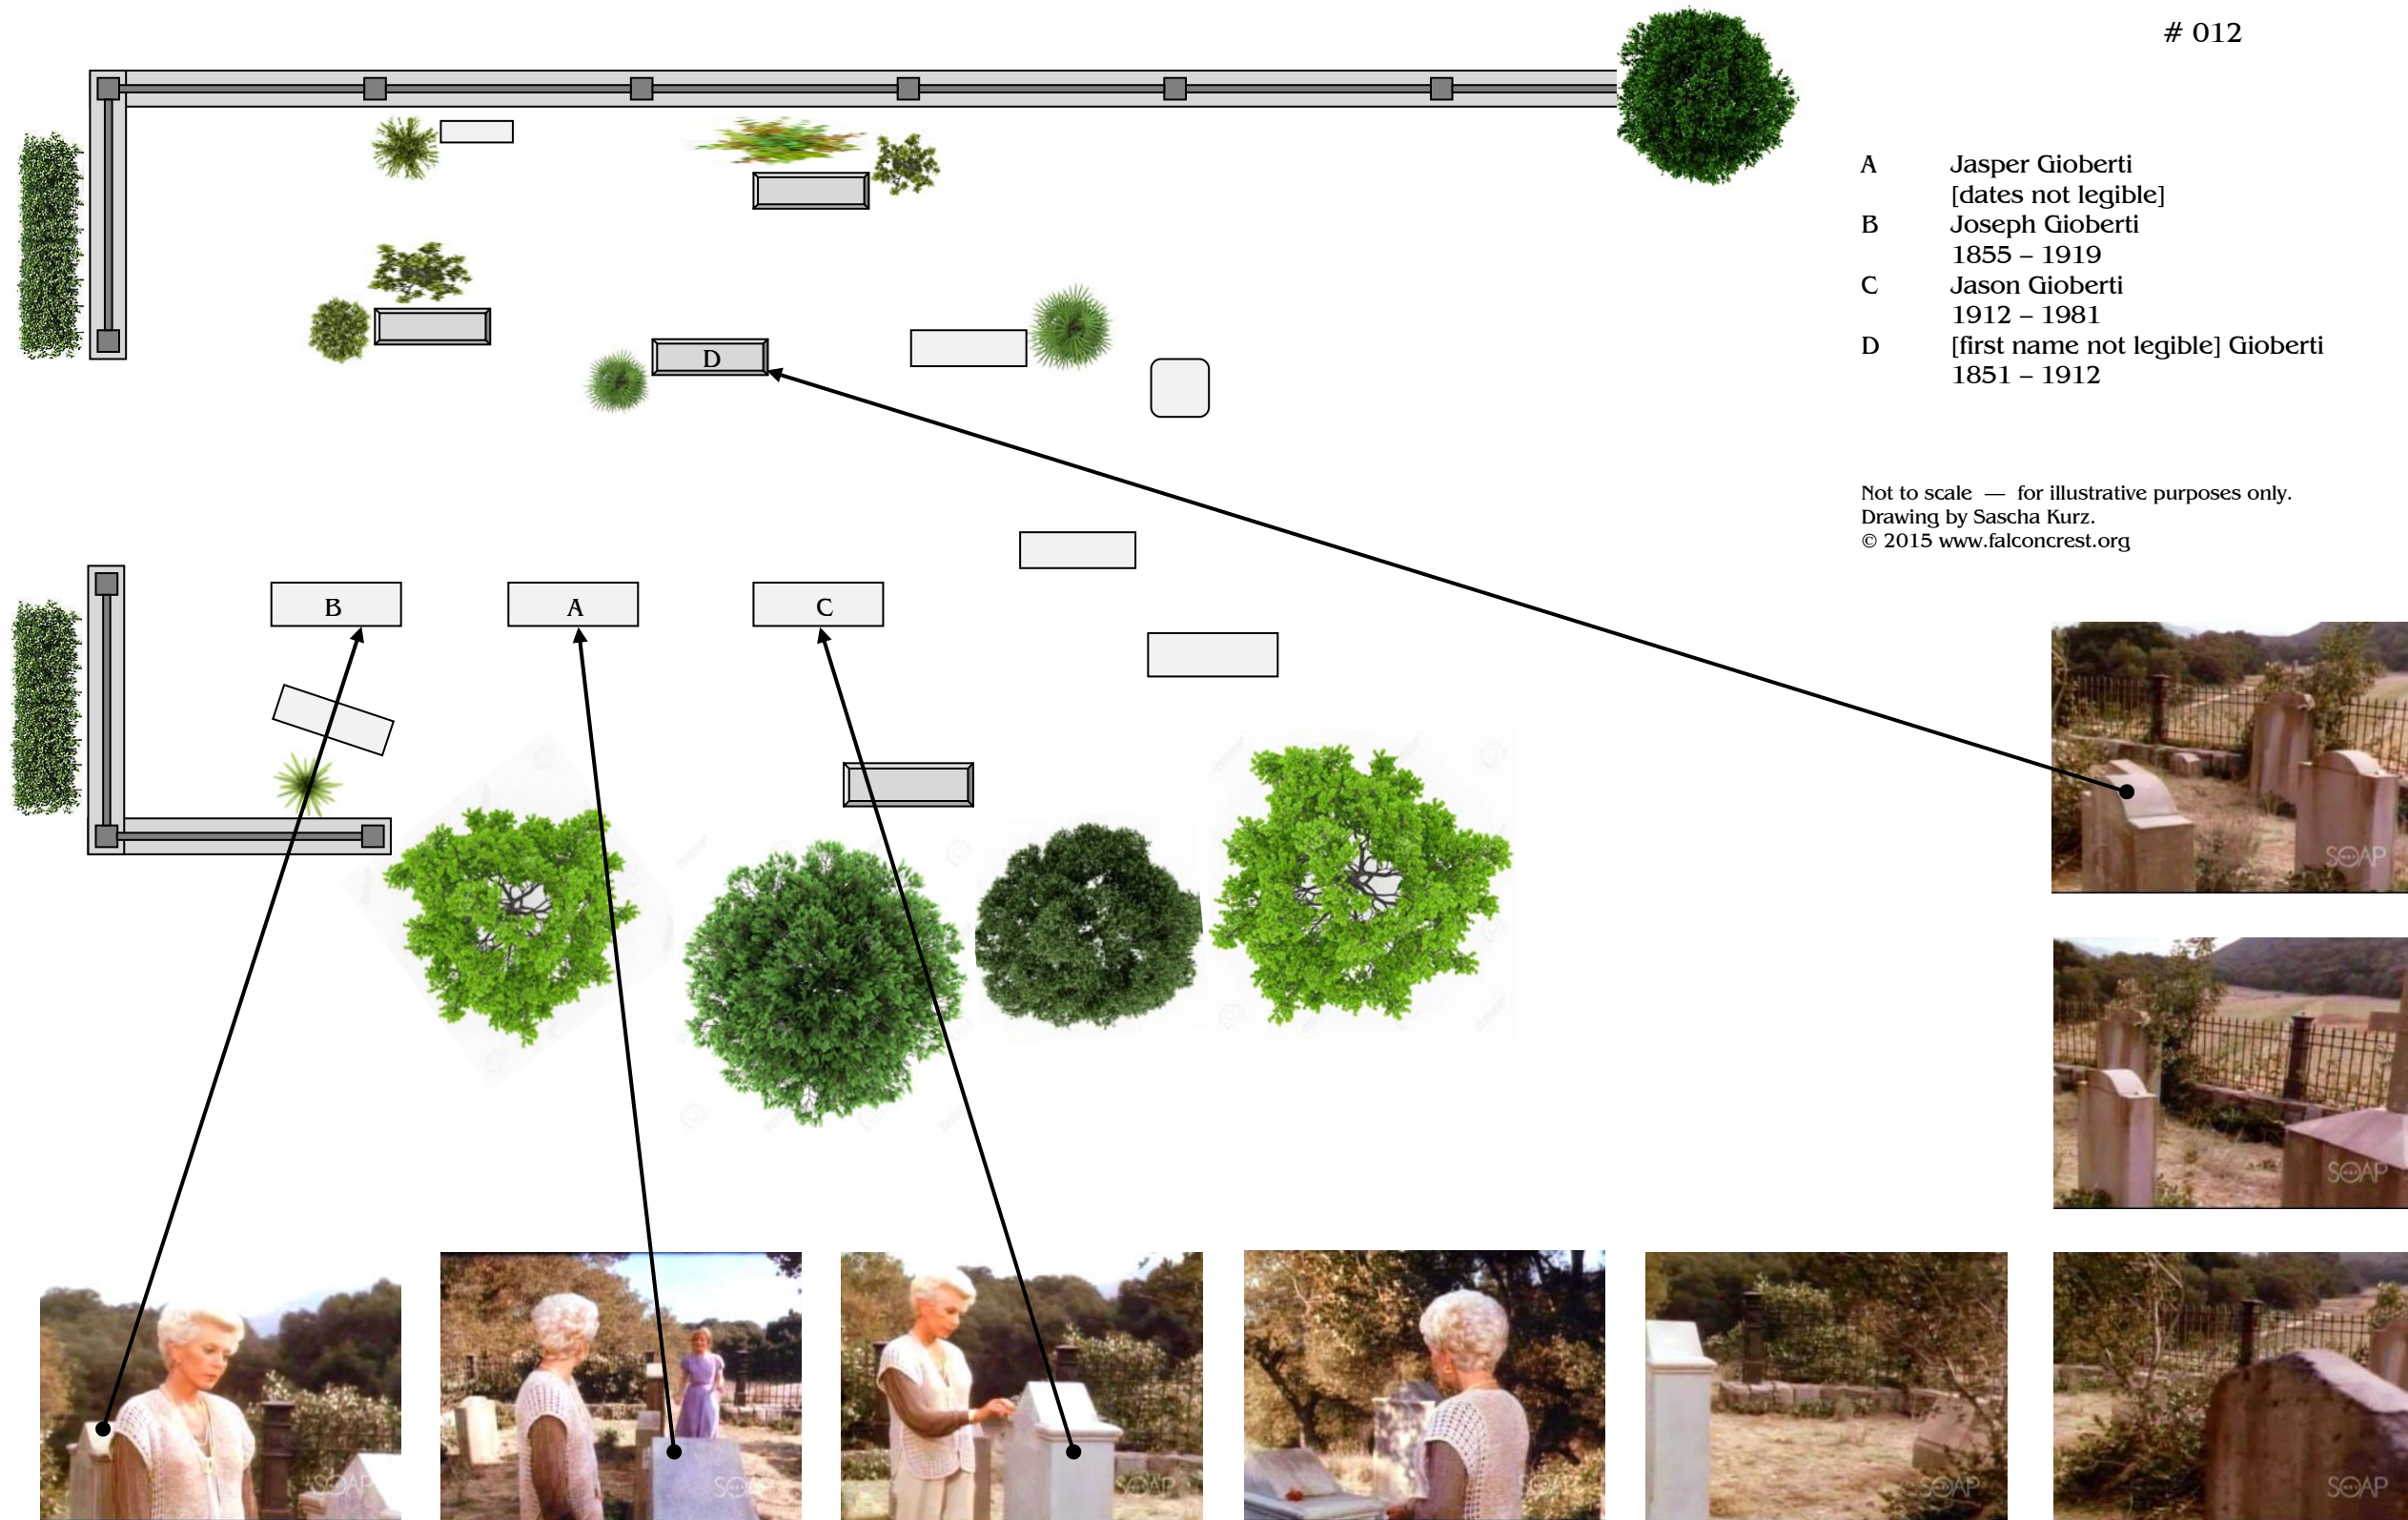 # 012
A Jasper Gioberti
[dates not legible]
B Joseph Gioberti
1855 – 1919
C Jason Gioberti
1912 – 1981
D [first name not legible] Gioberti
1851 – 1912
D
Not to scale — for illustrative purposes only.
Drawing by Sascha Kurz.
© 2015 www.falconcrest.org
B A C
SOAP
SOAP
SOAP SOAP SOAP SOAP SOAP SOAP